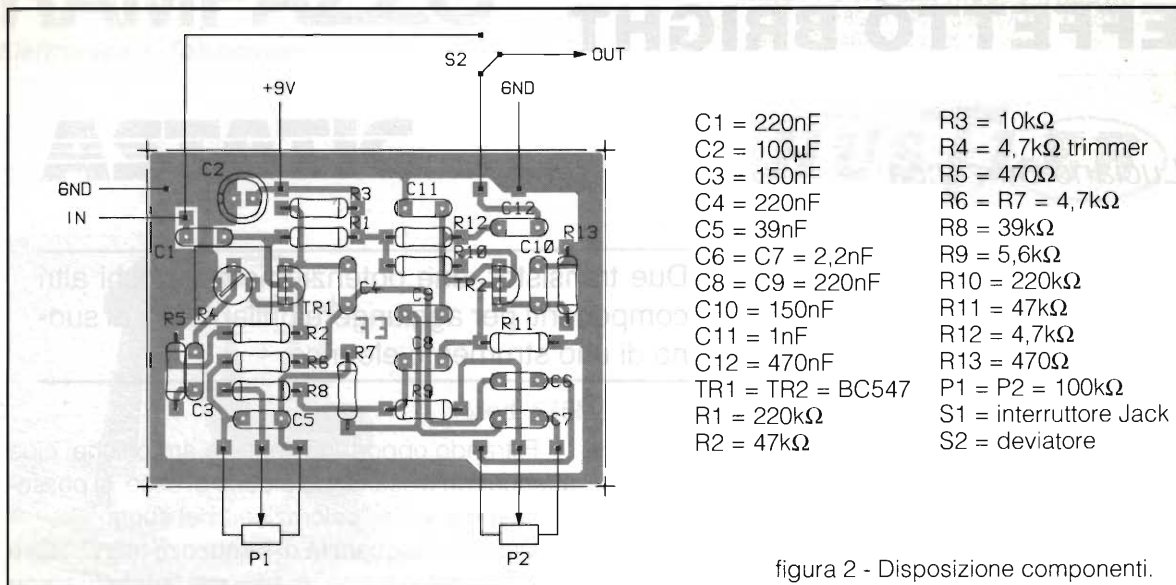 EFFETTO BRIGHT
S2
OUT
+9V
GND
GND
IN
C2
R3
C11
C12
R1
R12
R13
C1
R10
C10
TR1
C4
TR2
R4
C9
R5
R2
R11
R6
R7
C8
C6
R8
C3
C5
R9
C7
P1
P2
C1 = 220nF
C2 = 100µF
C3 = 150nF
C4 = 220nF
C5 = 39nF
C6 = C7 = 2,2nF
C8 = C9 = 220nF
C10 = 150nF
C11 = 1nF
C12 = 470nF
TR1 = TR2 = BC547
R1 = 220kΩ
R2 = 47kΩ
R3 = 10kΩ
R4 = 4,7kΩ trimmer
R5 = 470Ω
R6 = R7 = 4,7kΩ
R8 = 39kΩ
R9 = 5,6kΩ
R10 = 220kΩ
R11 = 47kΩ
R12 = 4,7kΩ
R13 = 470Ω
P1 = P2 = 100kΩ
S1 = interruttore Jack
S2 = deviatore
figura 2 - Disposizione componenti.